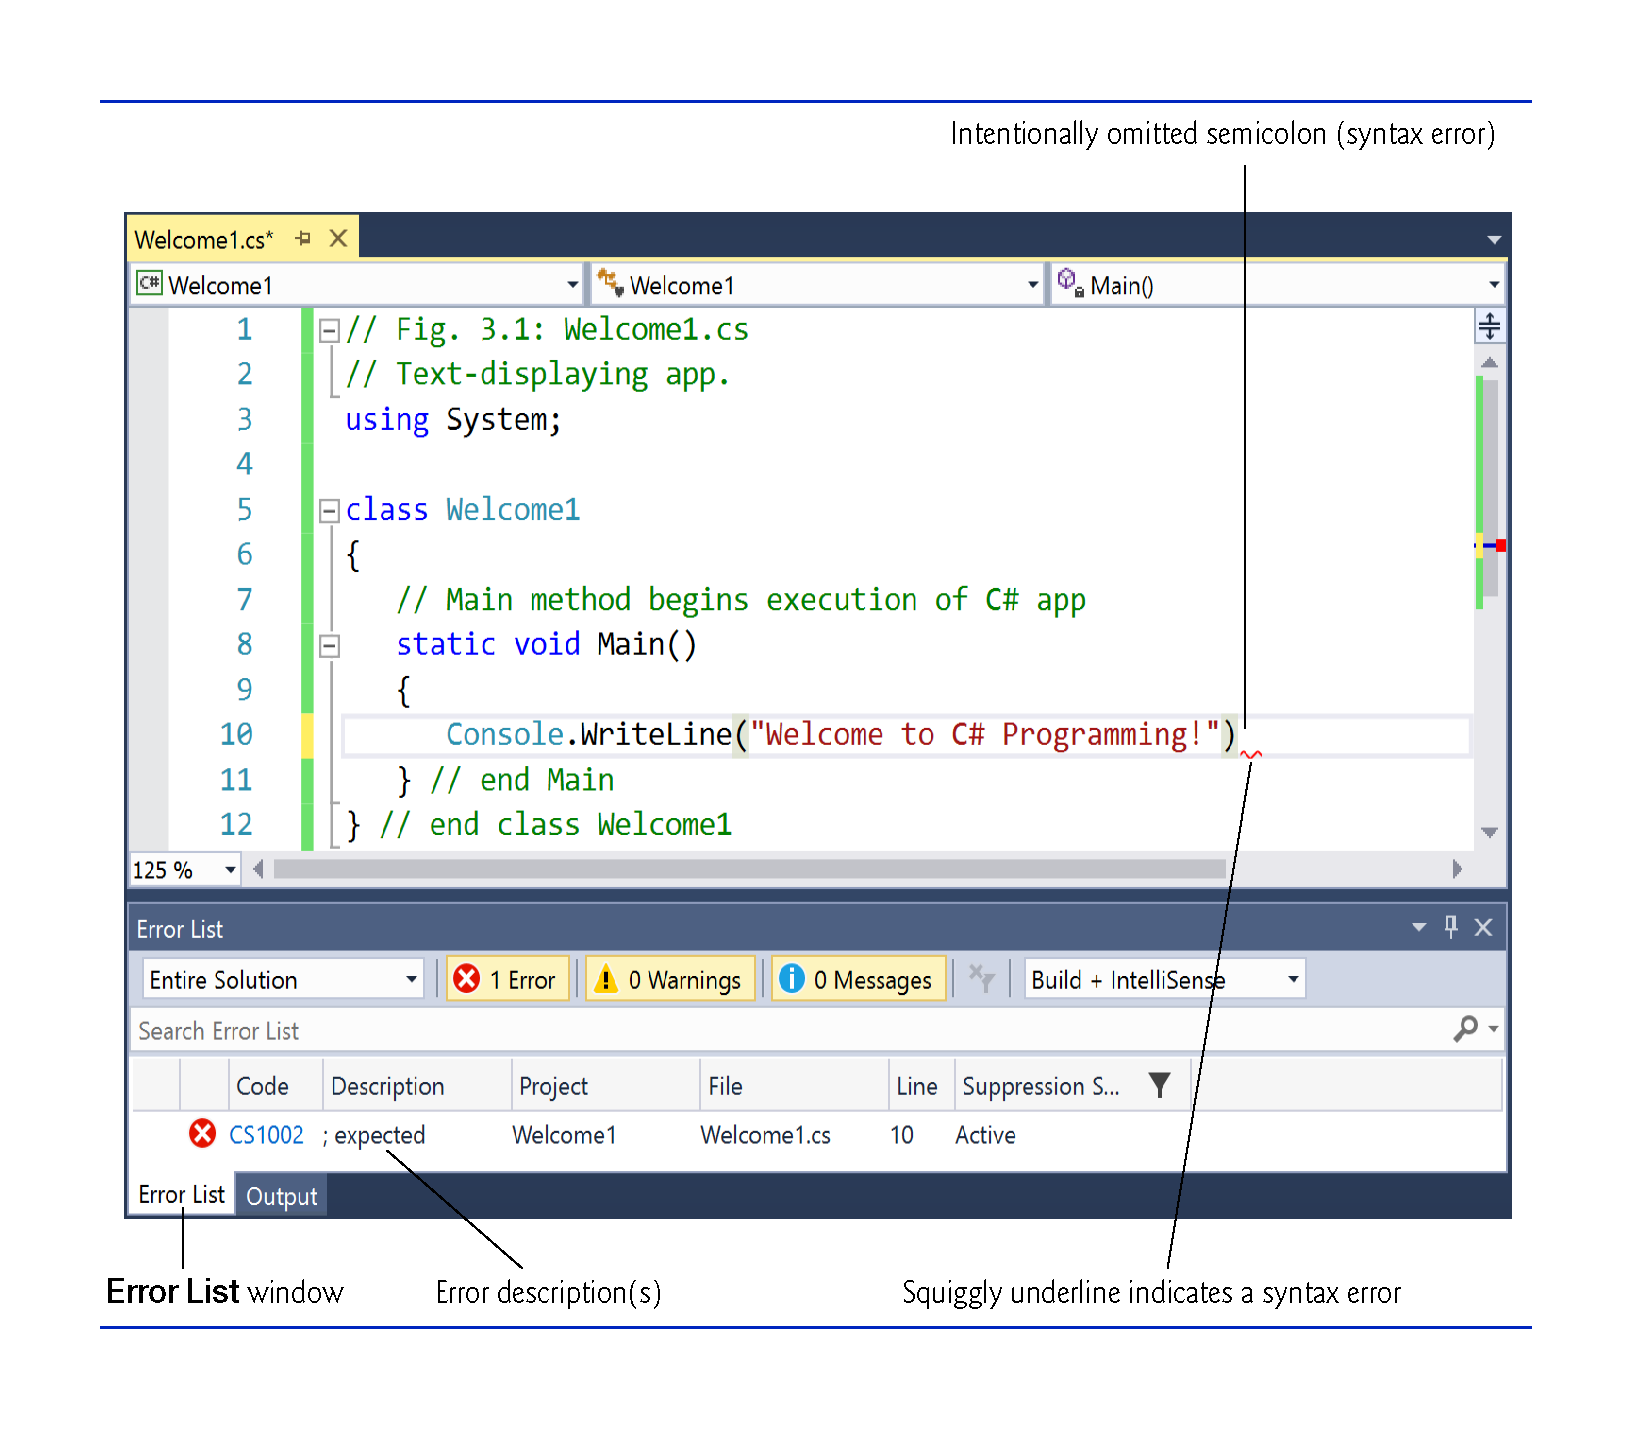 Intentionally omitted semicolon (syntax error)
Welcome1.cs*
C# Welcome1 Welcome1 Main()
1 // Fig. 3.1: Welcome1.cs
2 // Text-displaying app.
3 using System;
4
5 class Welcome1
6 {
7 // Main method begins execution of C# app
8 static void Main()
9 {
10 Console.WriteLine("Welcome to C# Programming!")
11 } // end Main
12 } // end class Welcome1
125 %
Error List
Entire Solution 1 Error 0 Warnings 0 Messages Build + IntelliSense
Search Error List
Code Description Project File Line Suppression S...
CS1002 ; expected Welcome1 Welcome1.cs 10 Active
Error List Output
Error List window Error description(s) Squiggly underline indicates a syntax error